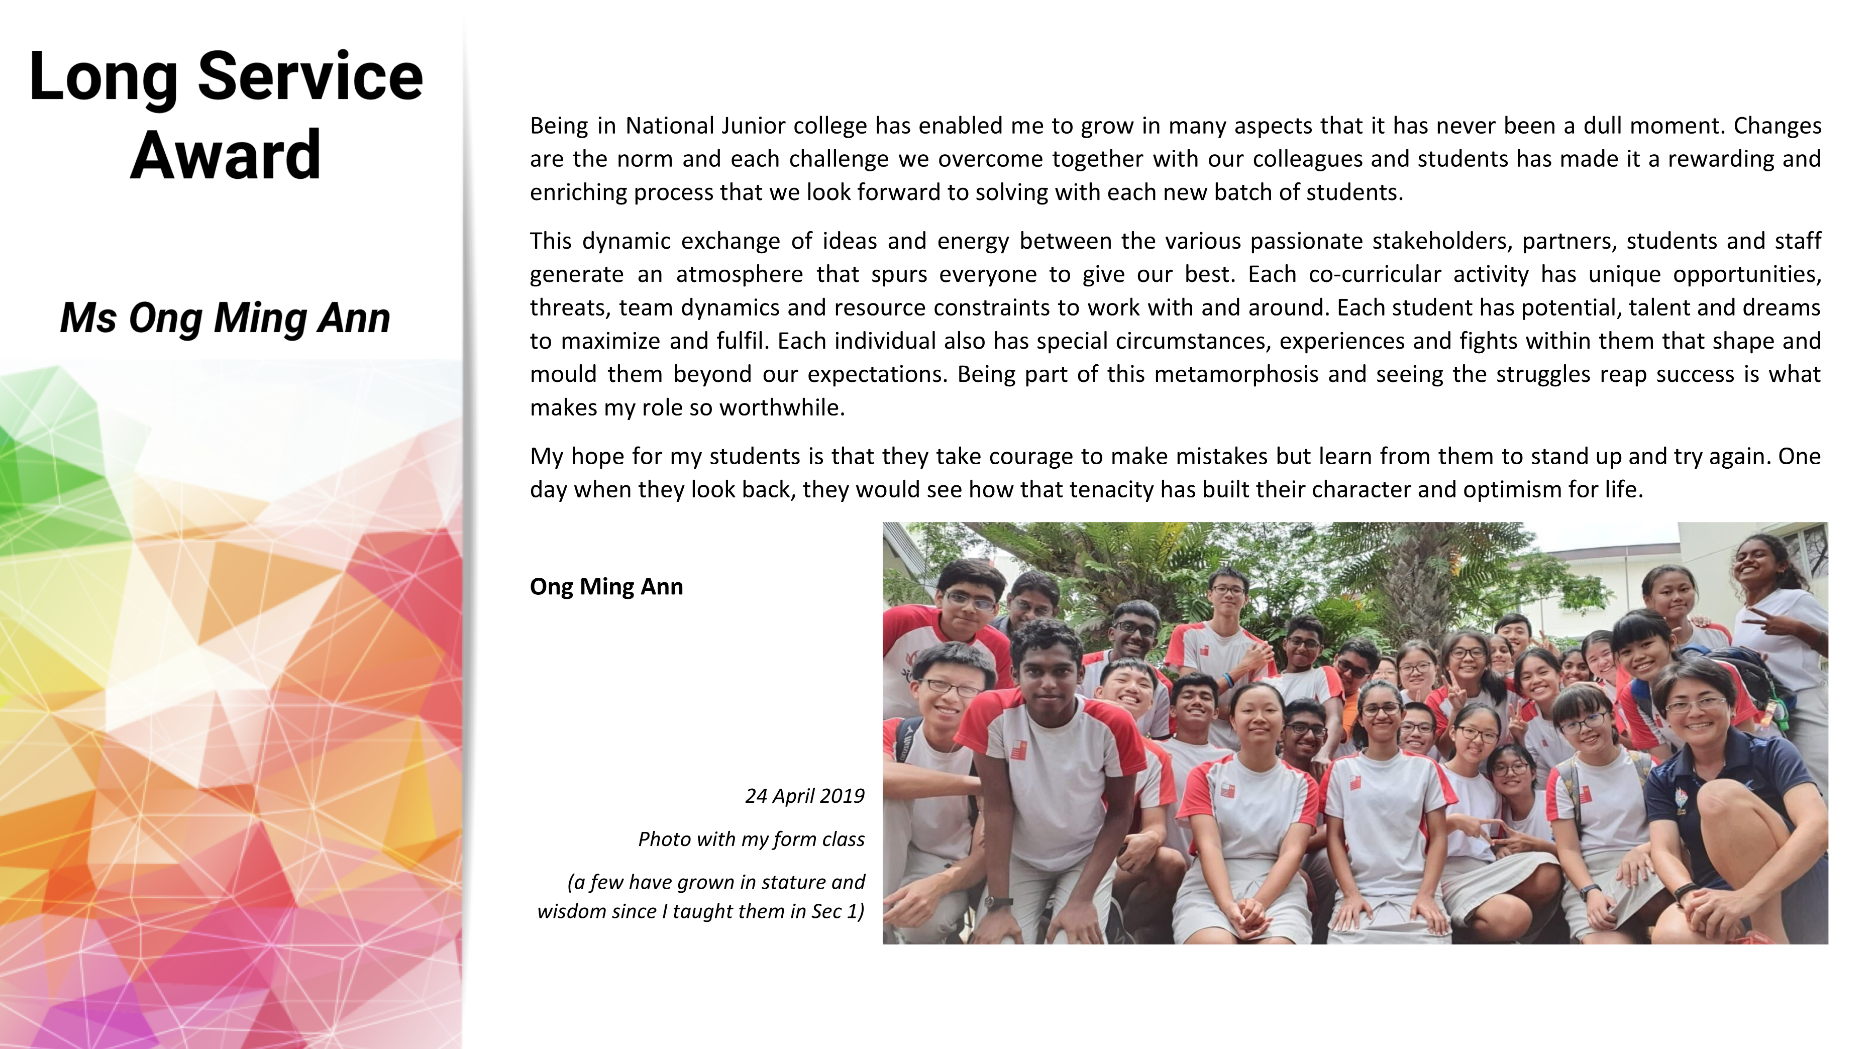 Long Service
Award
Ms Ong Ming Ann
Being in National Junior college has enabled me to grow in many aspects that it has never been a dull moment. Changes
are the norm and each challenge we overcome together with our colleagues and students has made it a rewarding and
enriching process that we look forward to solving with each new batch of students.
This dynamic exchange of ideas and energy between the various passionate stakeholders, partners, students and staff
generate an atmosphere that spurs everyone to give our best. Each co-curricular activity has unique opportunities,
threats, team dynamics and resource constraints to work with and around. Each student has potential, talent and dreams
to maximize and fulfil. Each individual also has special circumstances, experiences and fights within them that shape and
mould them beyond our expectations. Being part of this metamorphosis and seeing the struggles reap success is what
makes my role so worthwhile.
My hope for my students is that they take courage to make mistakes but learn from them to stand up and try again. One
day when they look back, they would see how that tenacity has built their character and optimism for life.
Ong Ming Ann
24 April 2019
Photo with my form class
(a few have grown in stature and
wisdom since I taught them in Sec 1)